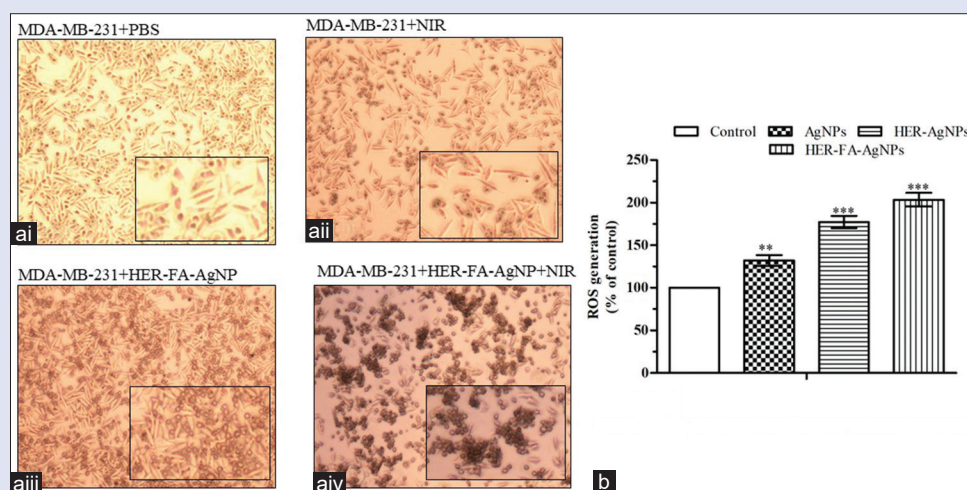 MDA-MB-231+PBS
MDA-MB-231+NIR
ai
aii
MDA-MB-231+HER-FA-AgNP
MDA-MB-231+HER-FA-AgNP+NIR
aiii
aiv
Control AgNPs HER-AgNPs
HER-FA-AgNPs
ROS generation
(% of control)
250
200
150
100
50
0
**
***
***
b